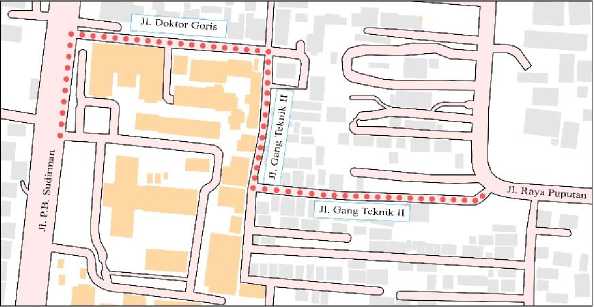 Jl. Doktor Goris
Jl. Gang Teknik II
Jl. P.B. Sudirman
Jl. Raya Puputan
Jl. Gang Teknik II